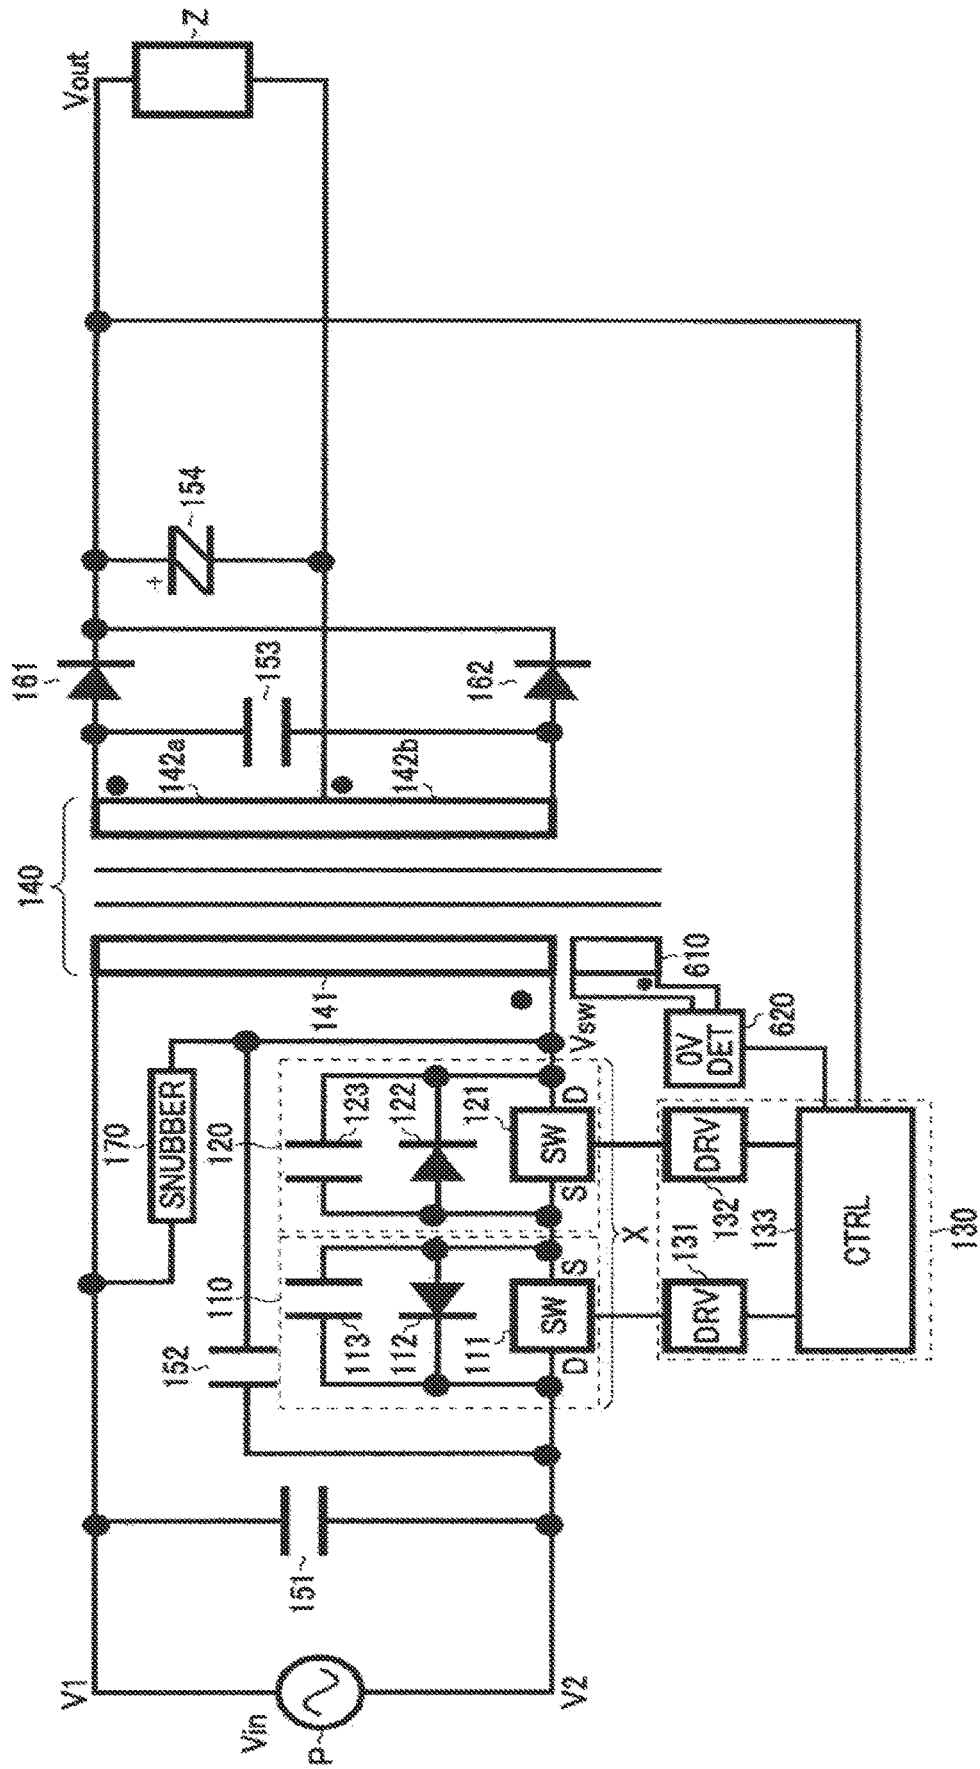 V1
Vin
P
V2
151
152
170
SNUBBER
120
110
113
123
112
122
111
121
SW
SW
D
S
S
D
X
Vsw
141
140
142a
142b
161
153
162
154
+
Vout
Z
610
0V
DET
620
131
DRV
132
DRV
133
CTRL
130